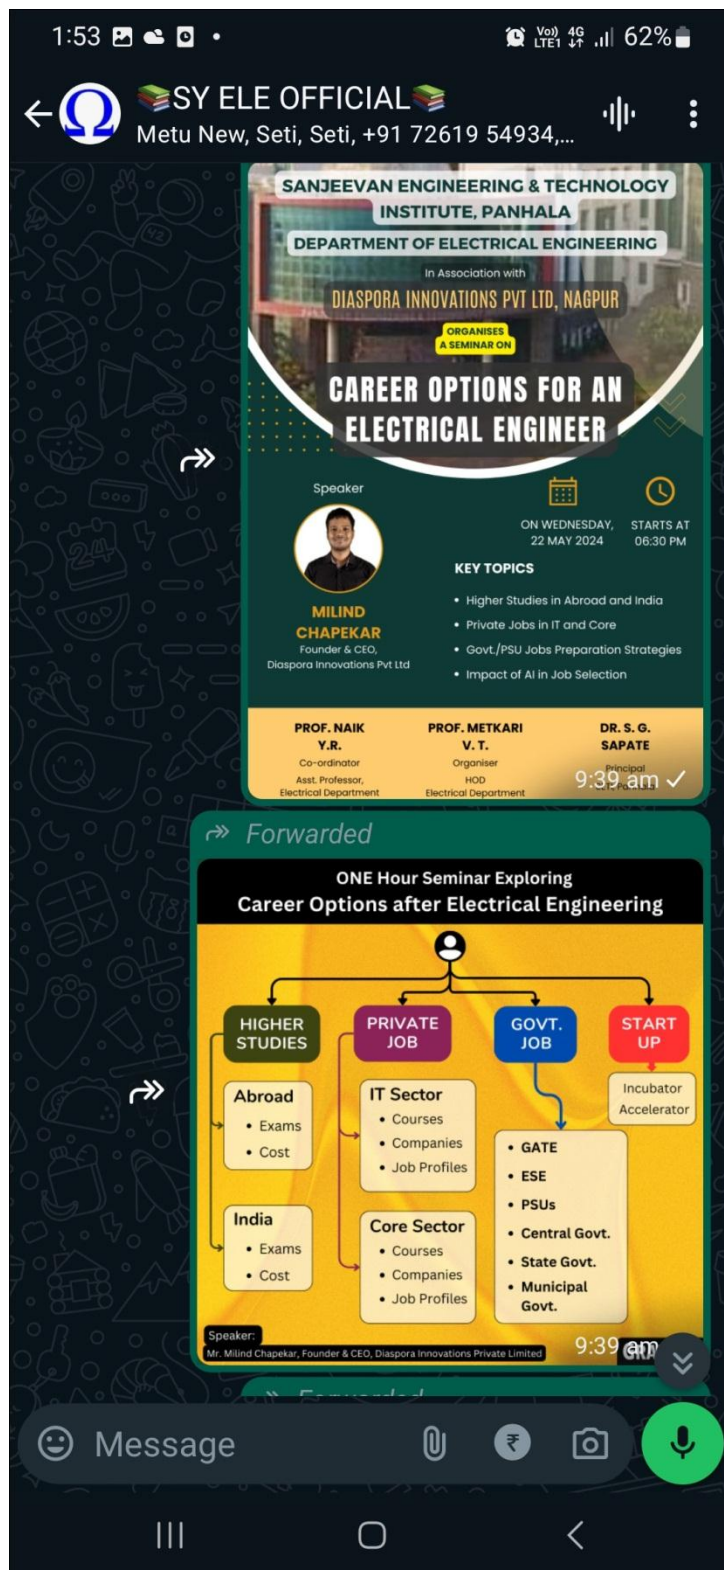 1:53
Vo)) LTE1 4G 62%
📚SY ELE OFFICIAL📚
Metu New, Seti, Seti, +91 72619 54934,...
SANJEEVAN ENGINEERING & TECHNOLOGY
INSTITUTE, PANHALA
DEPARTMENT OF ELECTRICAL ENGINEERING
In Association with
DIASPORA INNOVATIONS PVT LTD, NAGPUR
ORGANISES
A SEMINAR ON
CAREER OPTIONS FOR AN
ELECTRICAL ENGINEER
Speaker
MILIND
CHAPEKAR
Founder & CEO,
Diaspora Innovations Pvt Ltd
ON WEDNESDAY,
22 MAY 2024
STARTS AT
06:30 PM
KEY TOPICS
• Higher Studies in Abroad and India
• Private Jobs in IT and Core
• Govt./PSU Jobs Preparation Strategies
• Impact of AI in Job Selection
PROF. NAIK
Y.R.
Co-ordinator
Asst. Professor,
Electrical Department
PROF. METKARI
V. T.
Organiser
HOD
Electrical Department
DR. S. G.
SAPATE
Principal
9:39 am
Forwarded
ONE Hour Seminar Exploring
Career Options after Electrical Engineering
HIGHER
STUDIES
Abroad
• Exams
• Cost
India
• Exams
• Cost
PRIVATE
JOB
IT Sector
• Courses
• Companies
• Job Profiles
Core Sector
• Courses
• Companies
• Job Profiles
GOVT.
JOB
• GATE
• ESE
• PSUs
• Central Govt.
• State Govt.
• Municipal
Govt.
START
UP
Incubator
Accelerator
Speaker:
Mr. Milind Chapekar, Founder & CEO, Diaspora Innovations Private Limited
9:39 am
Forwarded
Message